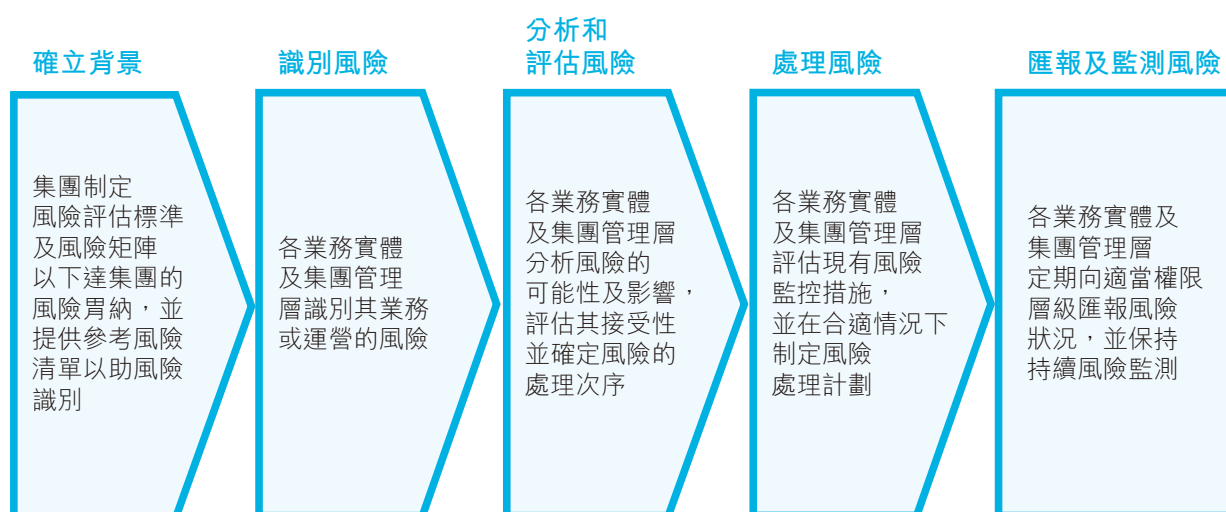 確立背景
集團制定
風險評估標準
及風險矩陣
以下達集團的
風險胃納，並
提供參考風險
清單以助風險
識別
識別風險
各業務實體
及集團管理
層識別其業務
或運營的風險
分析和
評估風險
各業務實體
及集團管理層
分析風險的
可能性及影響，
評估其接受性
並確定風險的
處理次序
處理風險
各業務實體
及集團管理層
評估現有風險
監控措施，
並在合適情況下
制定風險
處理計劃
匯報及監測風險
各業務實體及
集團管理層
定期向適當權限
層級匯報風險
狀況，並保持
持續風險監測